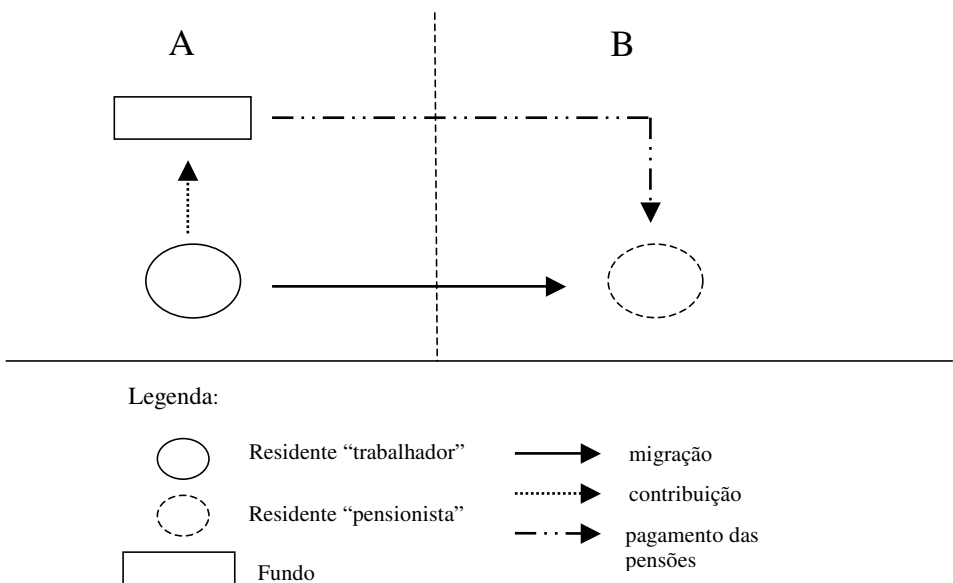 A
B
Legenda:
Residente “trabalhador”
migração
contribuição
Residente “pensionista”
pagamento das
pensões
Fundo